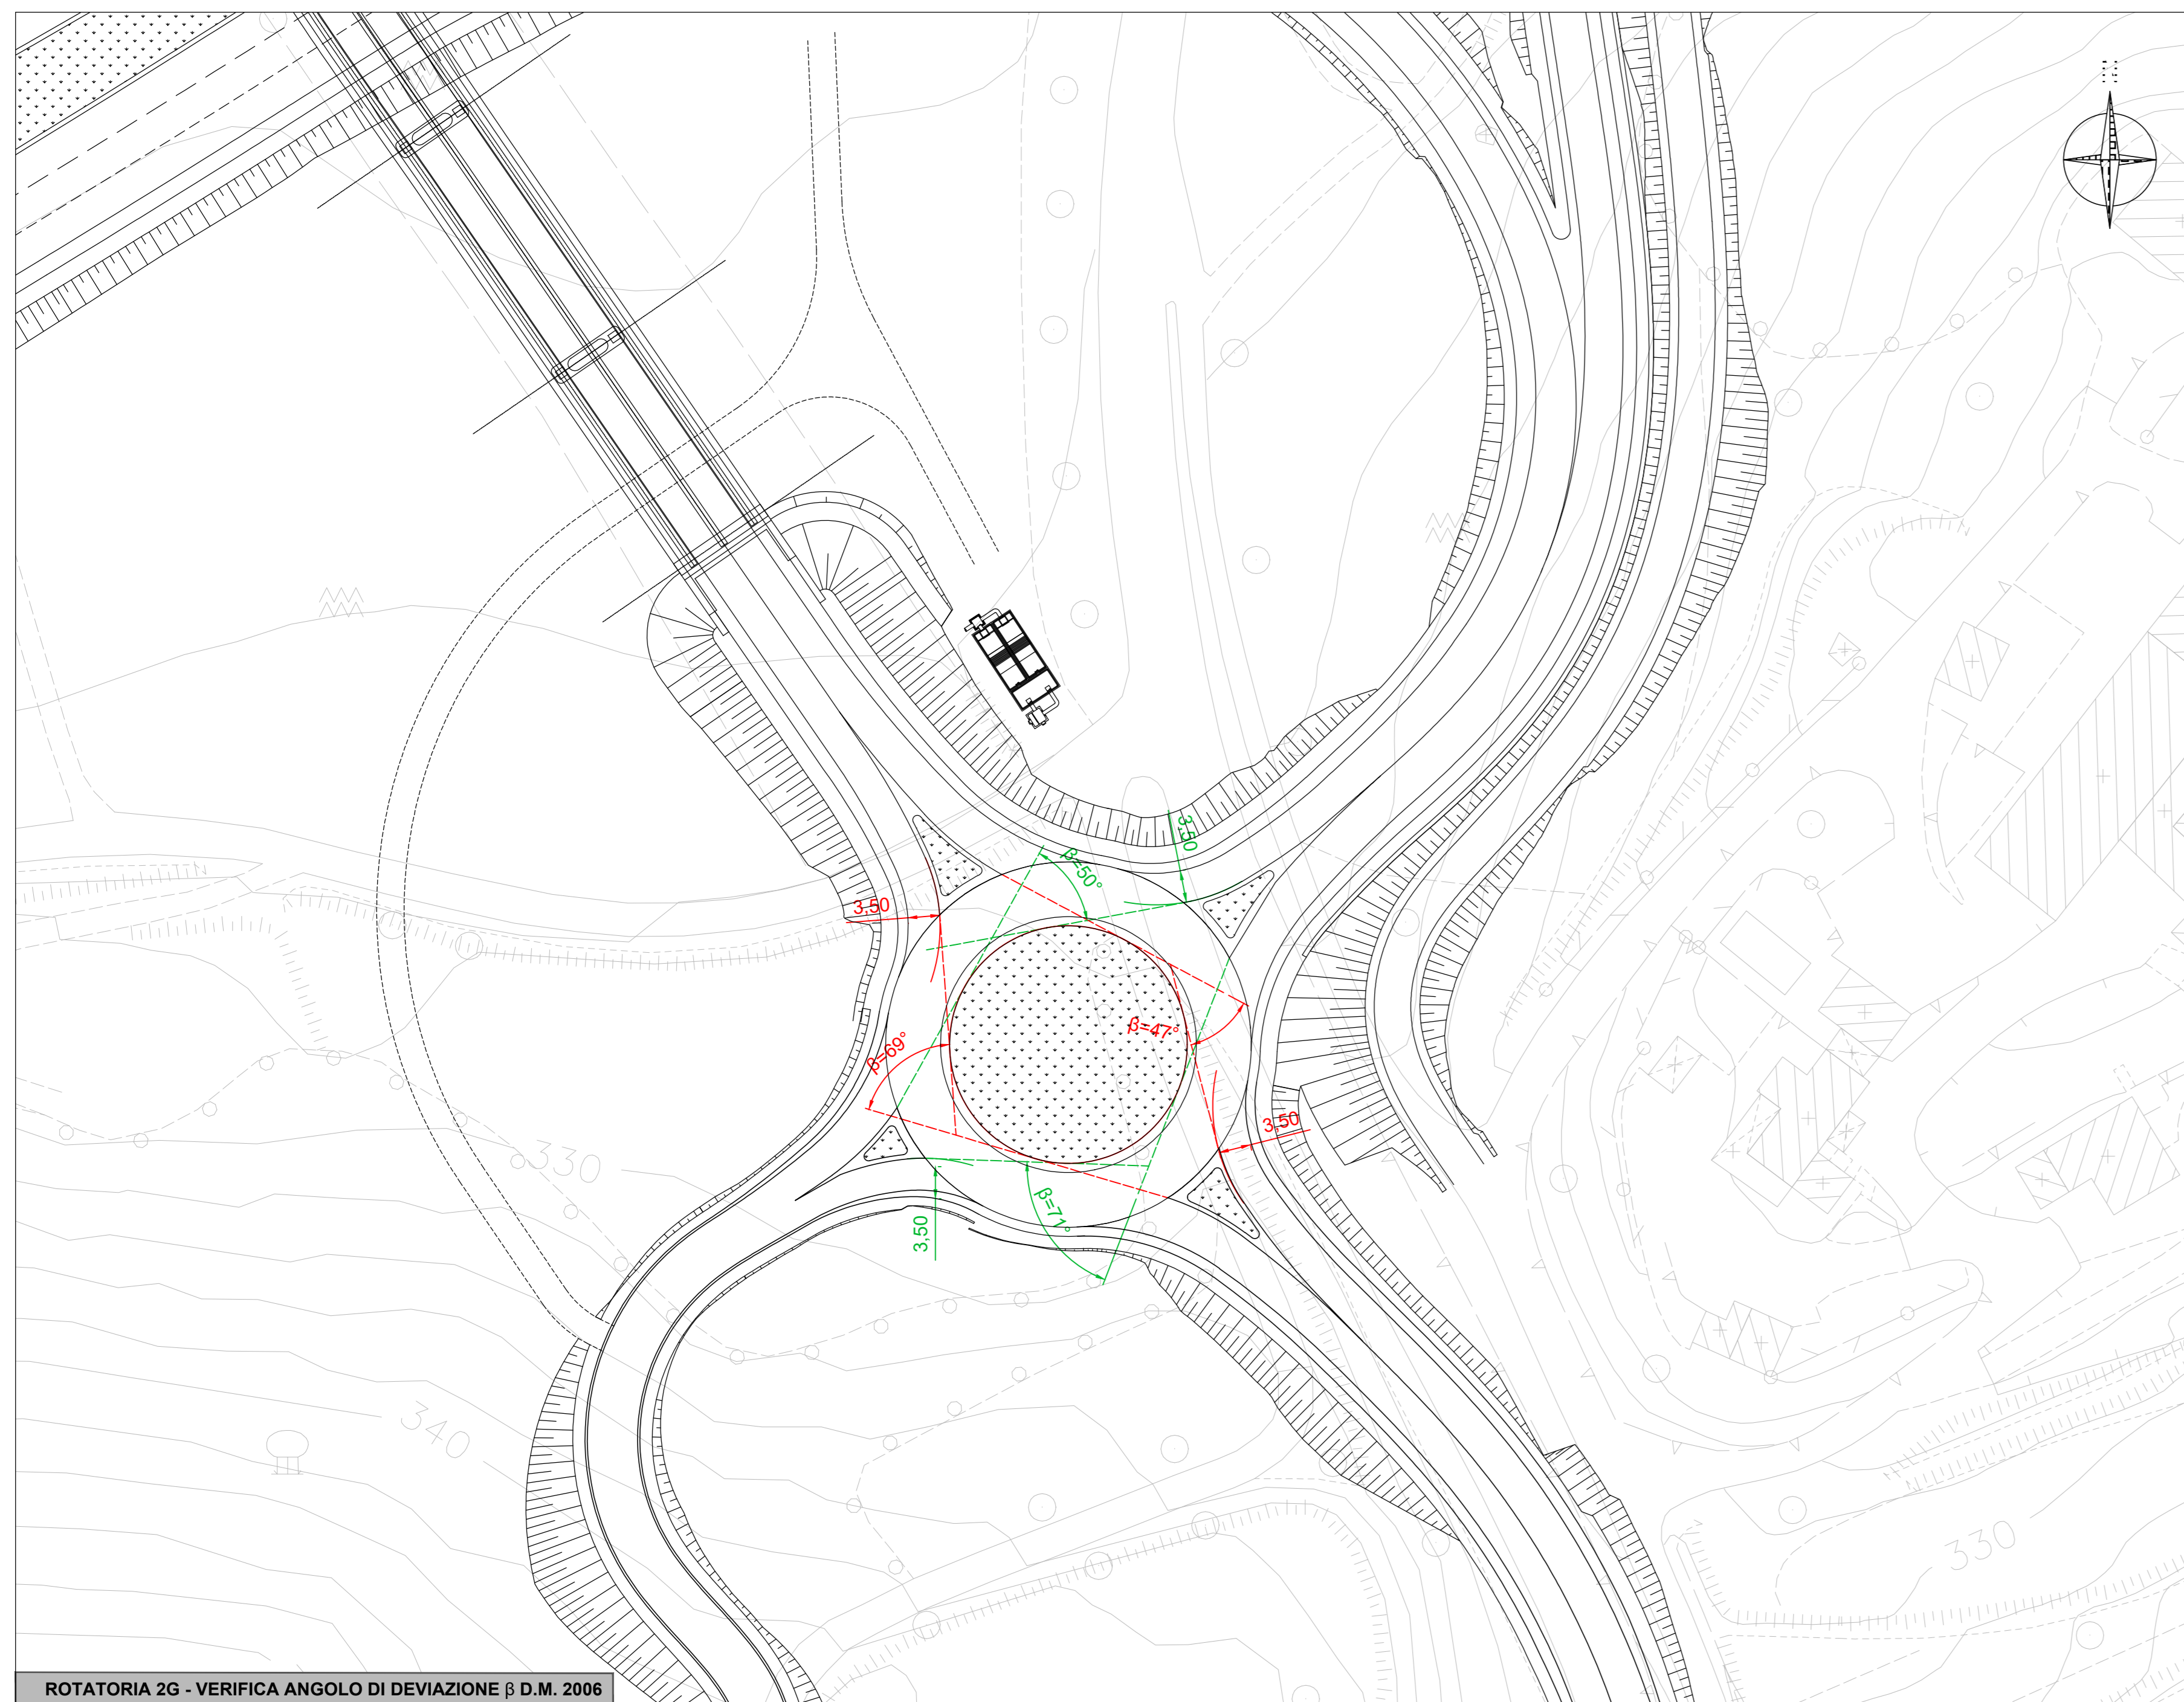 3,50
β=50°
3,50
β=47°
β=69°
3,50
330
β=71°
3,50
340
330
ROTATORIA 2G - VERIFICA ANGOLO DI DEVIAZIONE β D.M. 2006